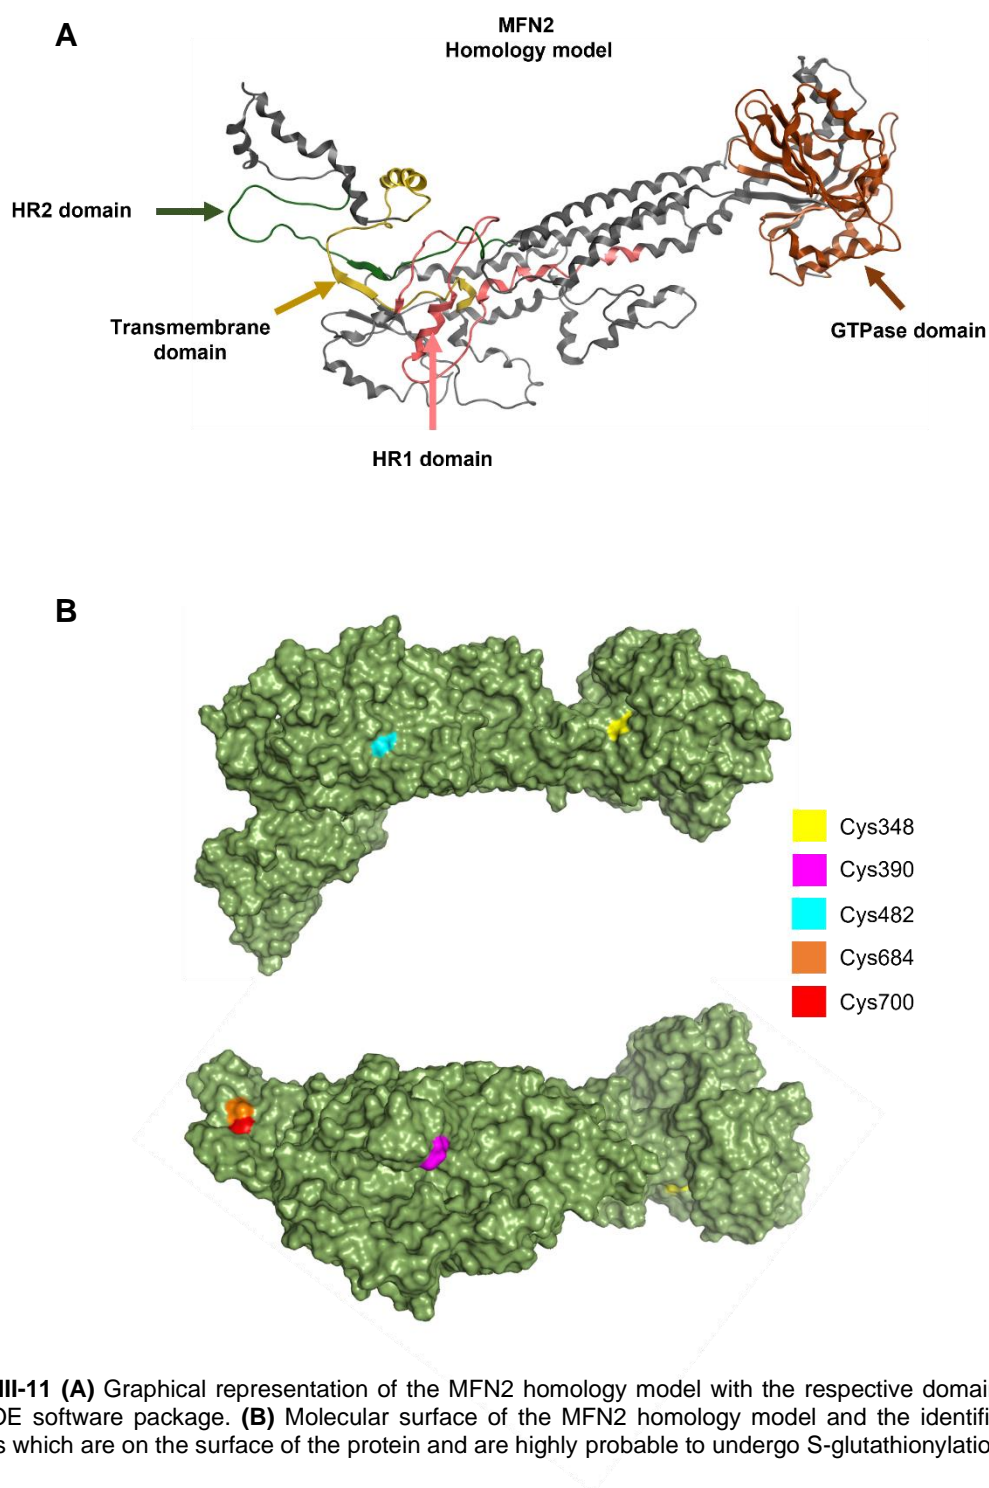 A
MFN2
Homology model
HR2 domain
Transmembrane
domain
GTPase domain
HR1 domain
B
Cys348
Cys390
Cys482
Cys684
Cys700
III-11 (A) Graphical representation of the MFN2 homology model with the respective domain
OE software package. (B) Molecular surface of the MFN2 homology model and the identifi
s which are on the surface of the protein and are highly probable to undergo S-glutathionylatio